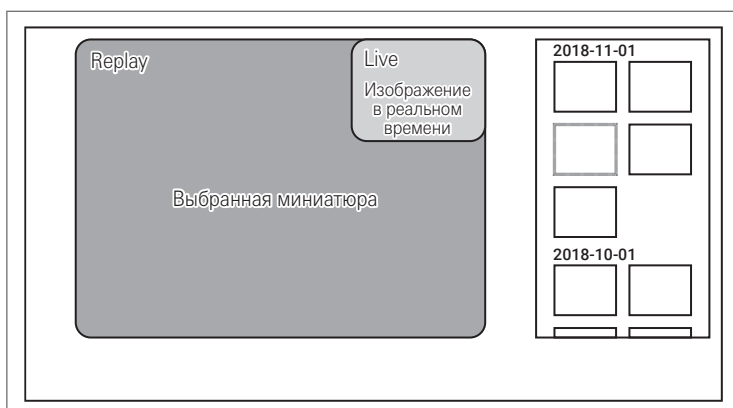 Replay
Live
Изображение
в реальном
времени
Выбранная миниатюра
2018-11-01
2018-10-01